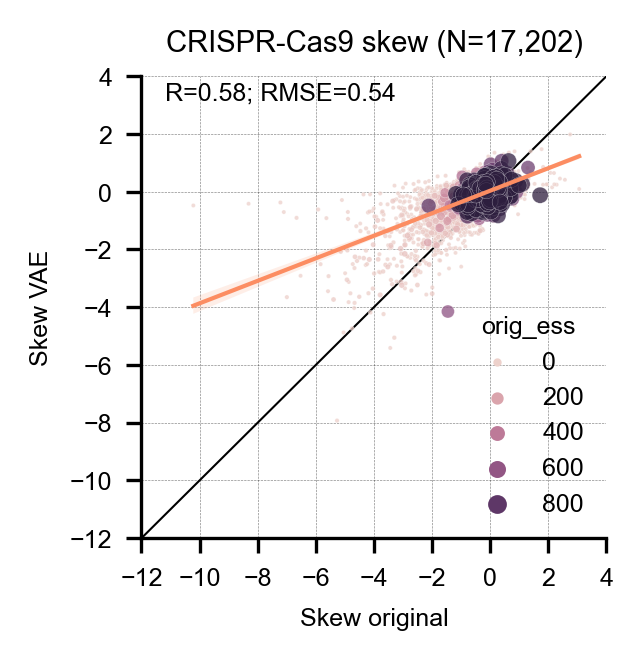 CRISPR-Cas9 skew (N=17,202)
R=0.58; RMSE=0.54
4
2
0
−2
−4
−6
−8
−10
−12
Skew VAE
orig_ess
0
200
400
600
800
−12 −10 −8 −6 −4 −2 0 2 4
Skew original